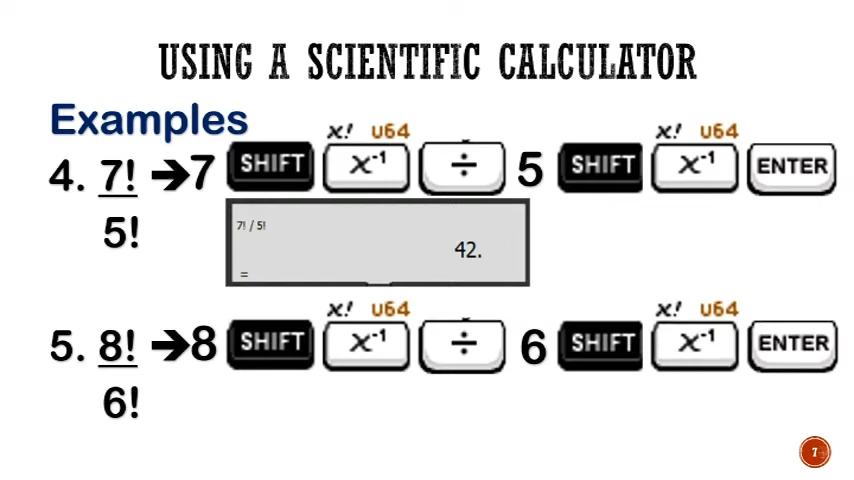 USING A SCIENTIFIC CALCULATOR
Examples
x! u64 x! u64
4. 7! ➔7 SHIFT x⁻¹ ÷ 5 SHIFT x⁻¹ ENTER
5!
7! / 5!
42.
=
x! u64 x! u64
5. 8! ➔8 SHIFT x⁻¹ ÷ 6 SHIFT x⁻¹ ENTER
6!
7